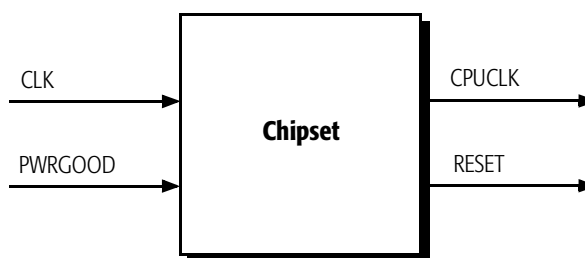 CLK
CPUCLK
Chipset
PWRGOOD
RESET